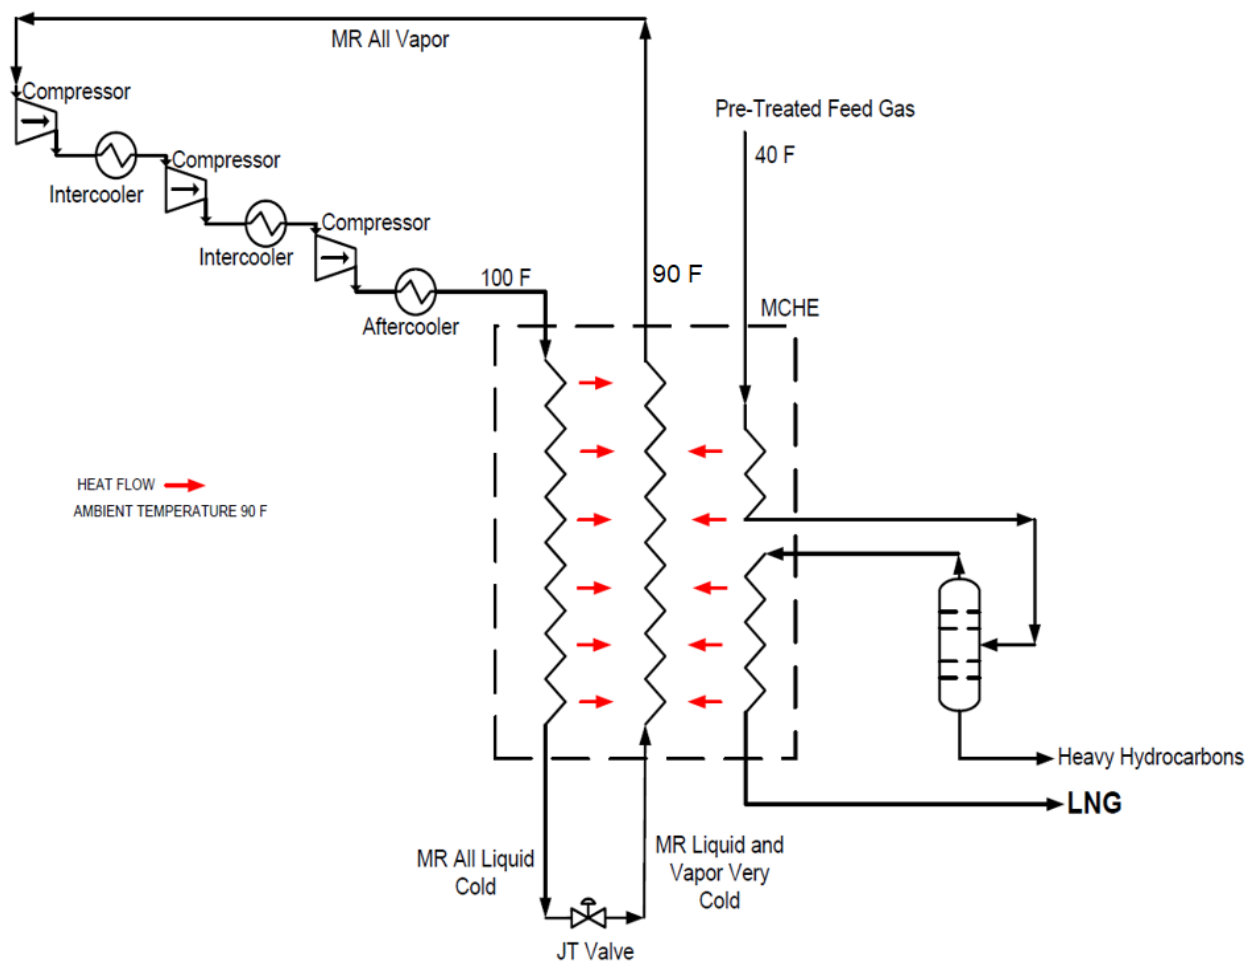 MR All Vapor
Compressor
Pre-Treated Feed Gas
40 F
Compressor
Intercooler
Compressor
Intercooler
100 F
90 F
MCHE
Aftercooler
HEAT FLOW
AMBIENT TEMPERATURE 90 F
Heavy Hydrocarbons
LNG
MR All Liquid
Cold
MR Liquid and
Vapor Very
Cold
JT Valve